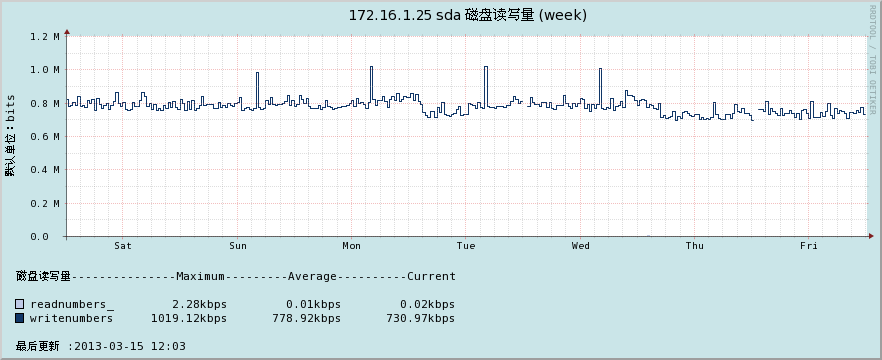 172.16.1.25 sda 磁盘读写量 (week)
RRDTOOL / TOBI OETIKER
默认单位:bits
1.2 M
1.0 M
0.8 M
0.6 M
0.4 M
0.2 M
0.0
Sat Sun Mon Tue Wed Thu Fri
磁盘读写量---------------Maximum---------Average----------Current
readnumbers_ 2.28kbps 0.01kbps 0.02kbps
writenumbers 1019.12kbps 778.92kbps 730.97kbps
最后更新 :2013-03-15 12:03